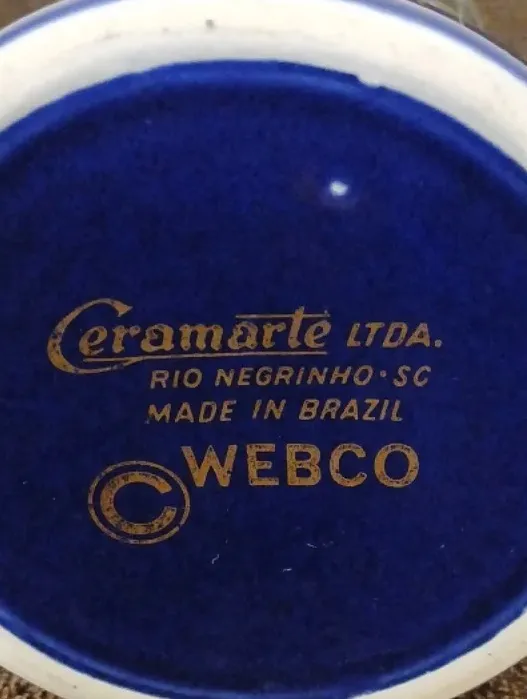 Ceramarte LTDA.
RIO NEGRINHO·SC
MADE IN BRAZIL
© WEBCO